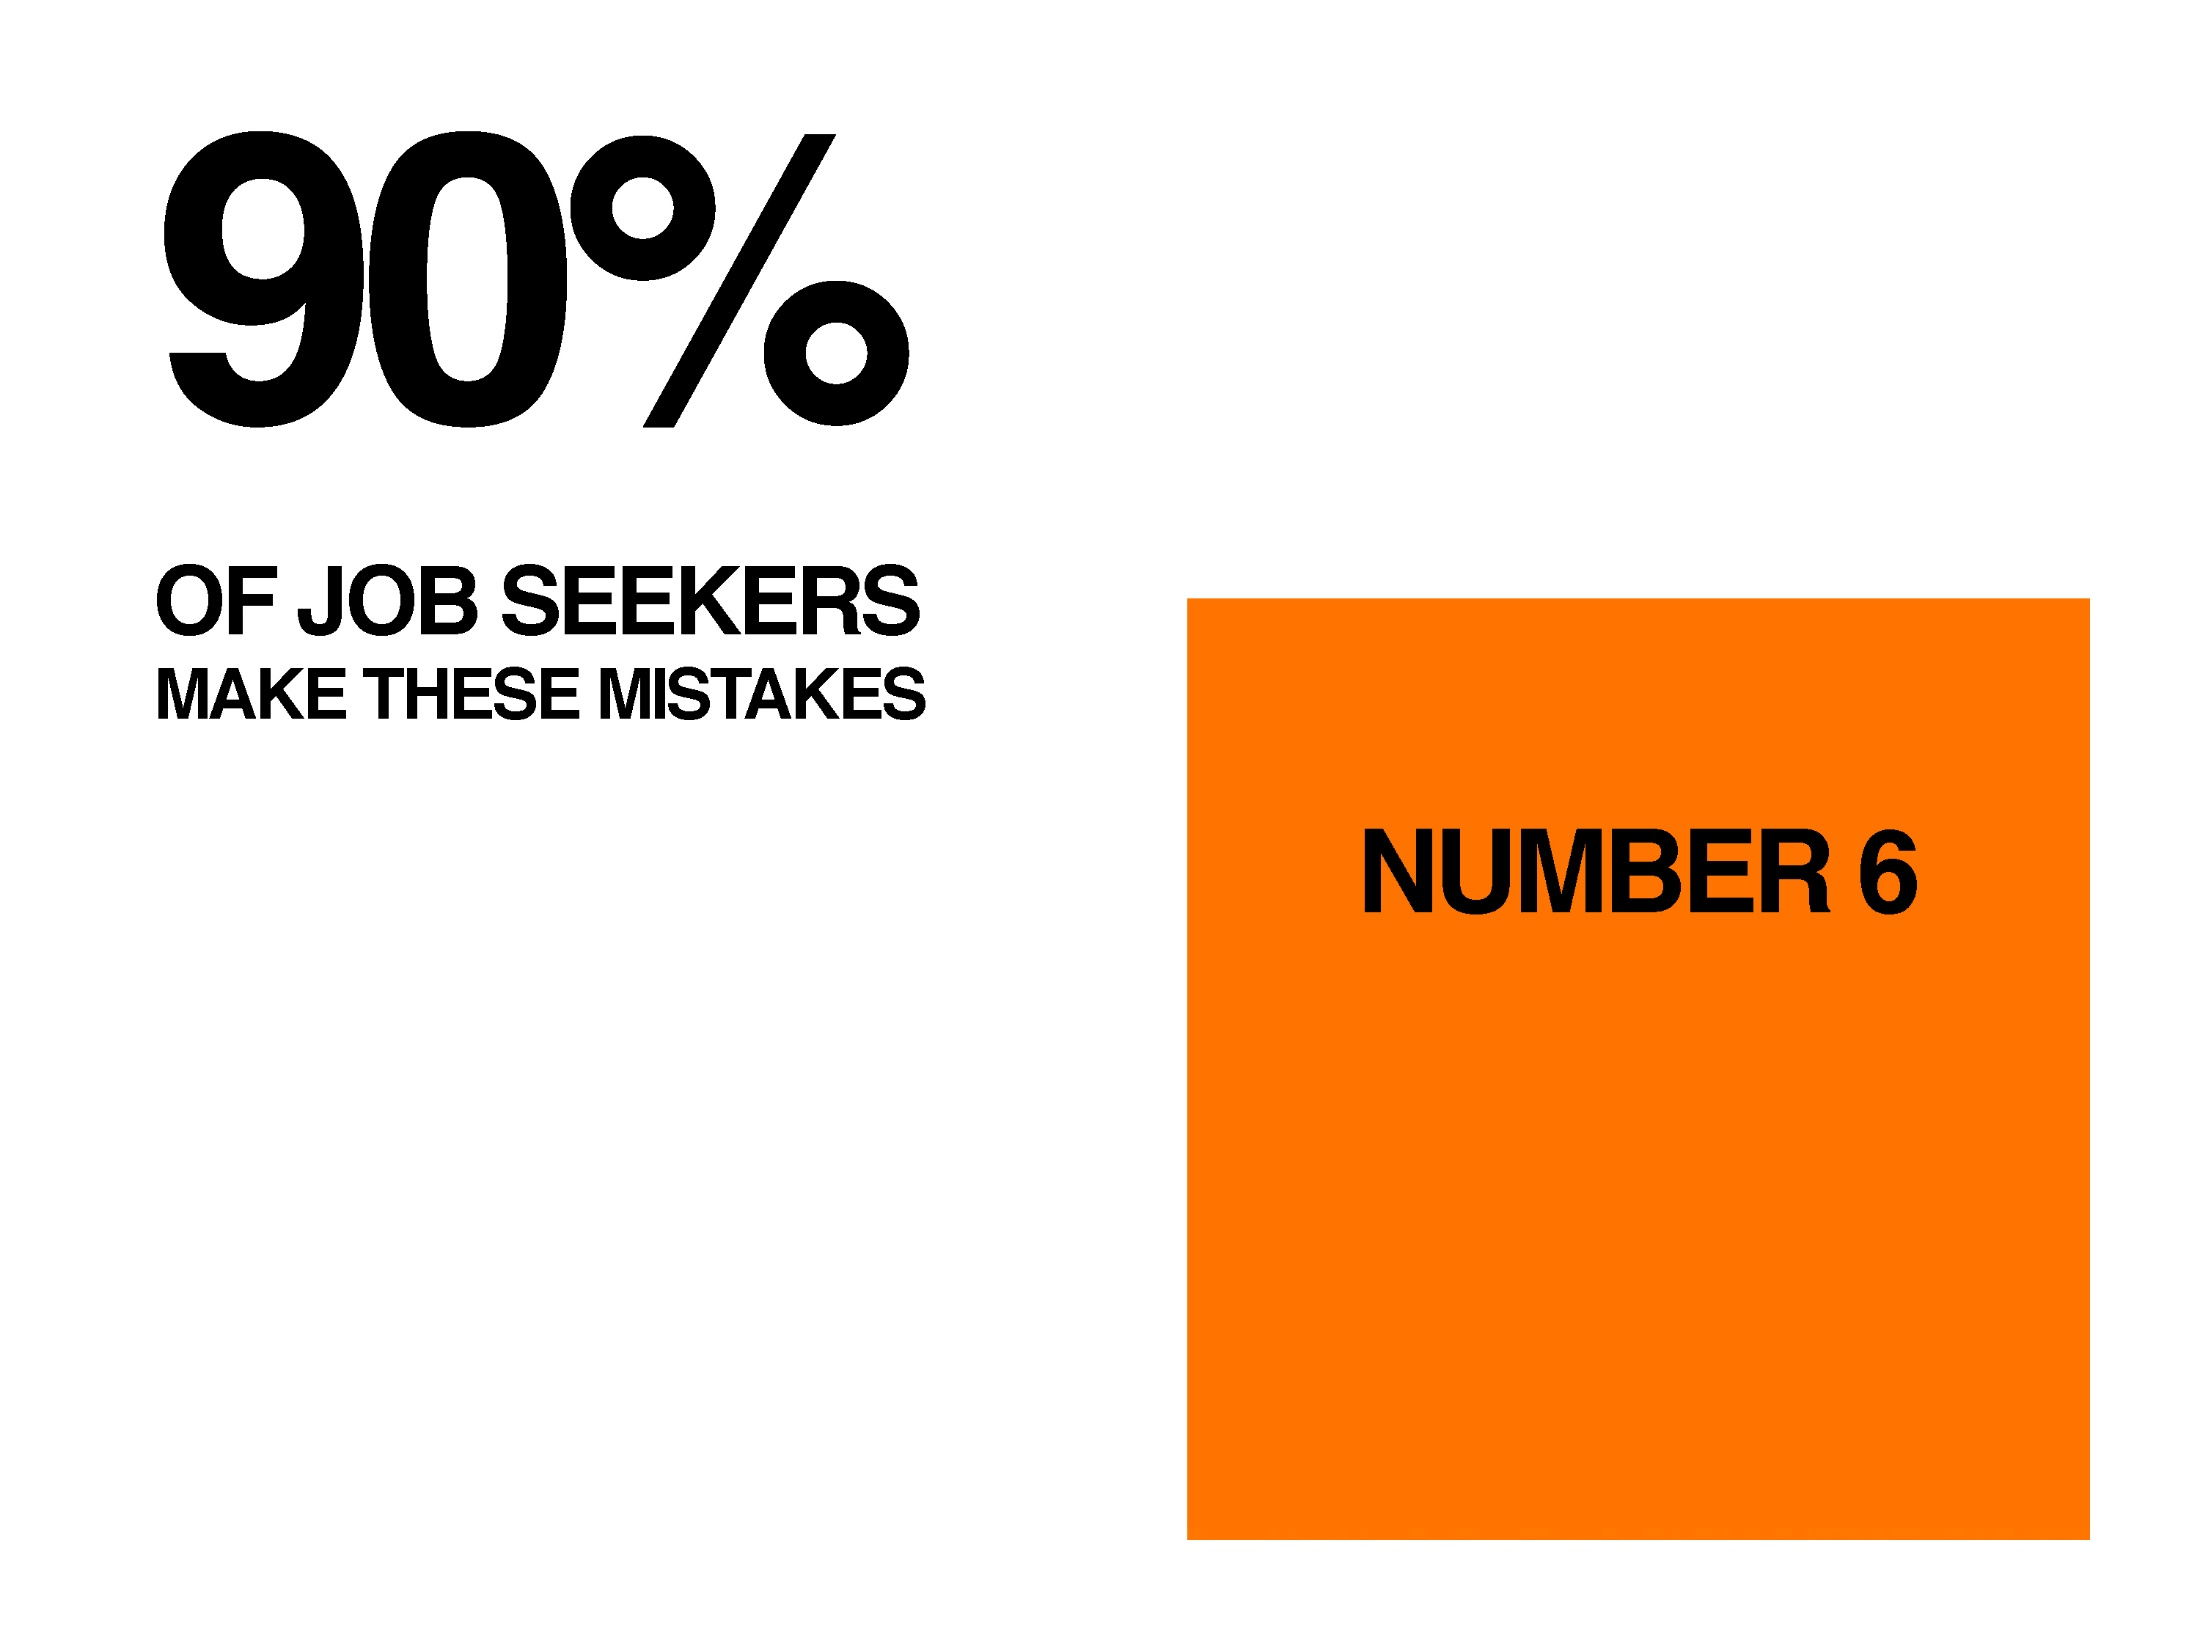 90%
OF JOB SEEKERS
MAKE THESE MISTAKES
NUMBER 6